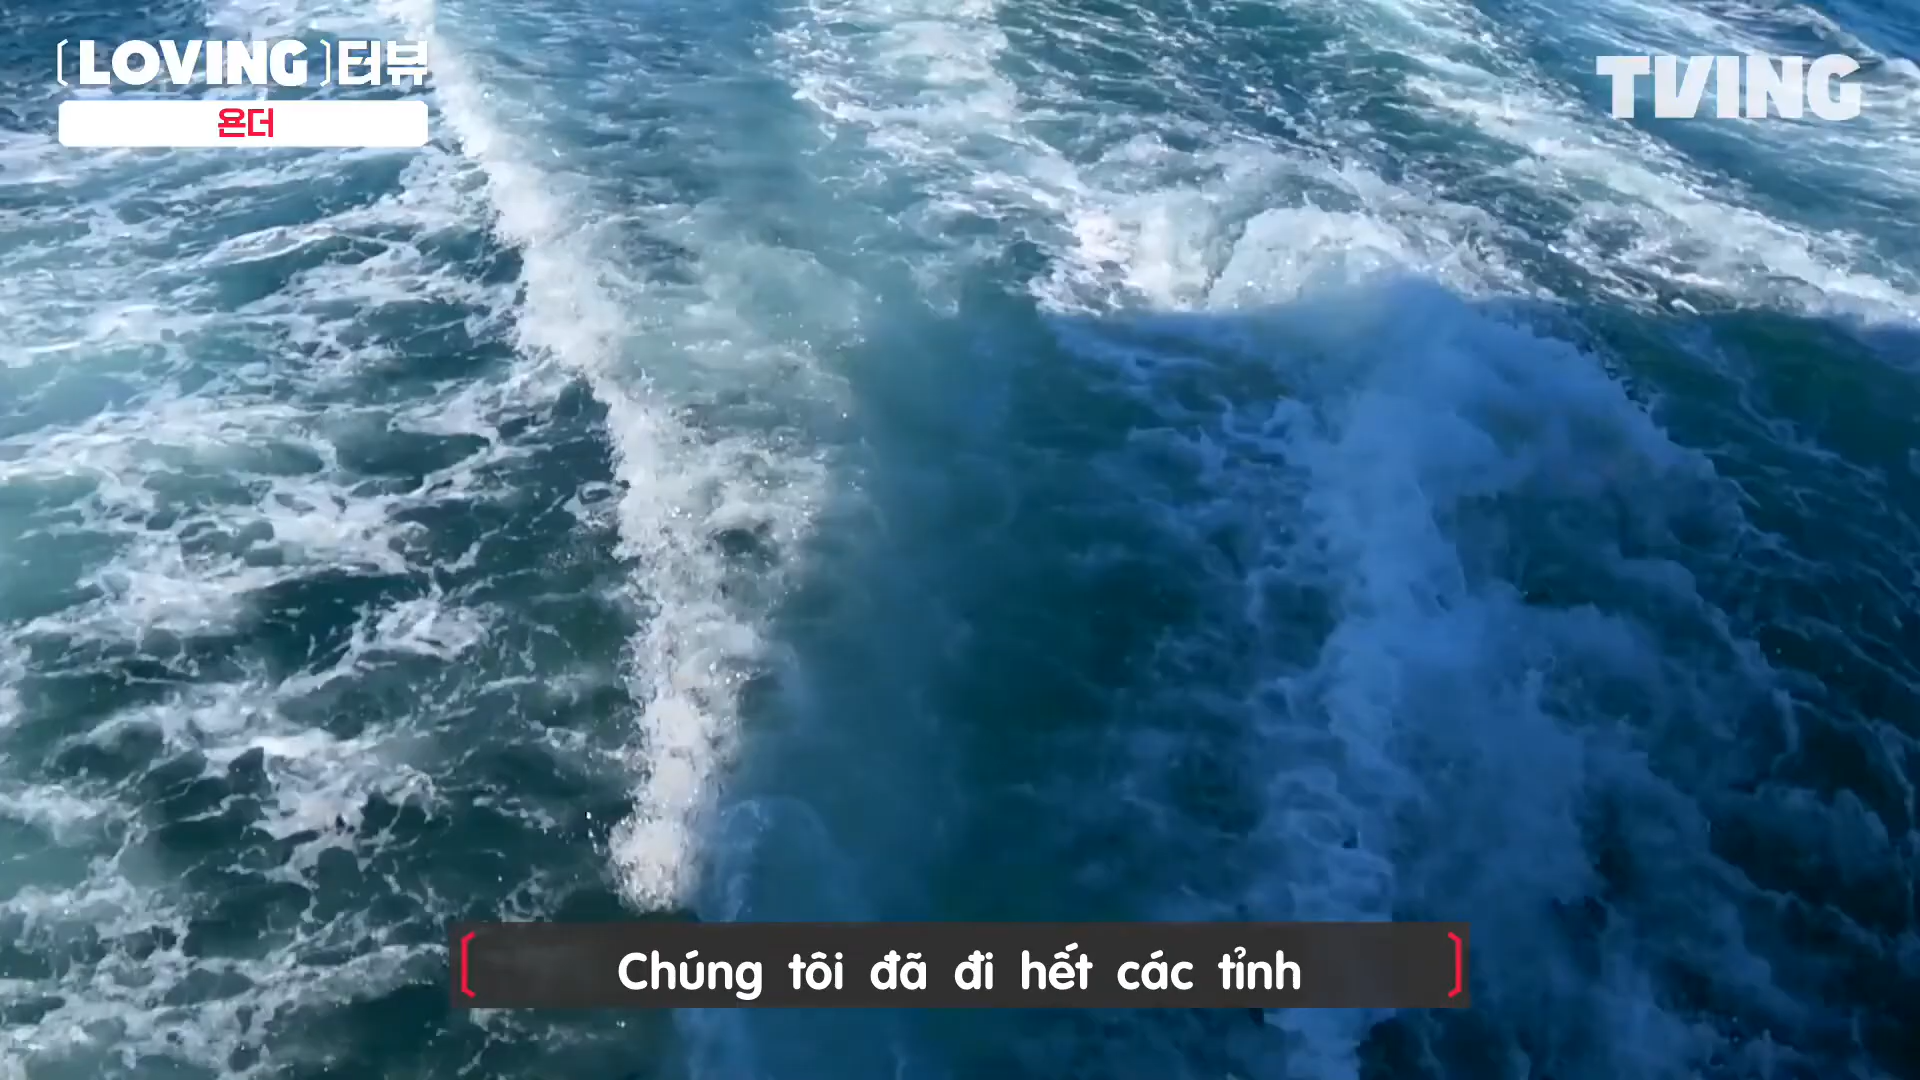 [LOVING]터뷰
TVING
욘더
[Chúng tôi đã đi hết các tỉnh]